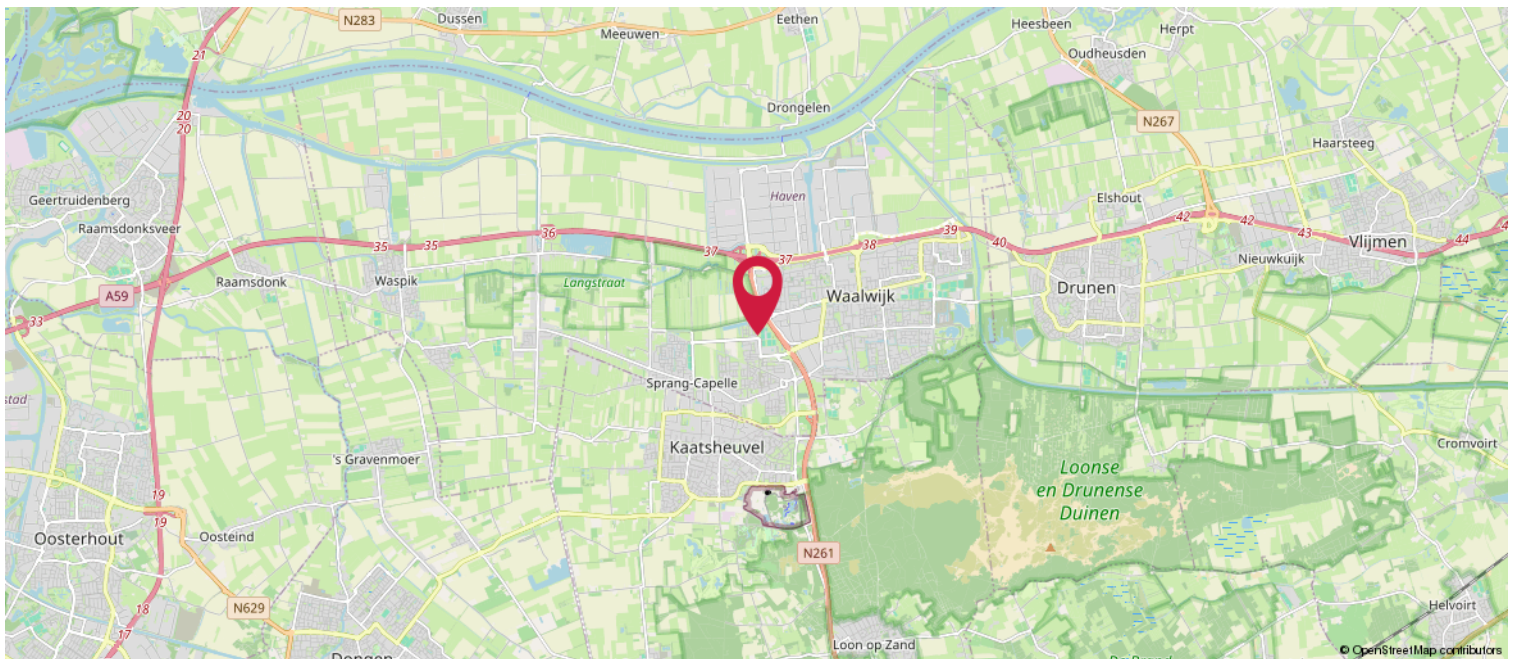 N283
Dussen
Meeuwen
Eethen
Heesbeen
Herpt
Oudheusden
21
Drongelen
20
20
N267
Haarsteeg
Geertruidenberg
Haven
Elshout
Raamsdonksveer
35
35
36
37
37
38
39
40
42
42
43
44
Vlijmen
Nieuwkuijk
Raamsdonk
Waspik
Langstraat
Waalwijk
Drunen
A59
33
Sprang-Capelle
stad
Kaatsheuvel
's Gravenmoer
Cromvoirt
Loonse
en Drunense
Duinen
19
19
Oosterhout
Oosteind
N261
18
N629
17
Helvoirt
Loon op Zand
© OpenStreetMap contributors